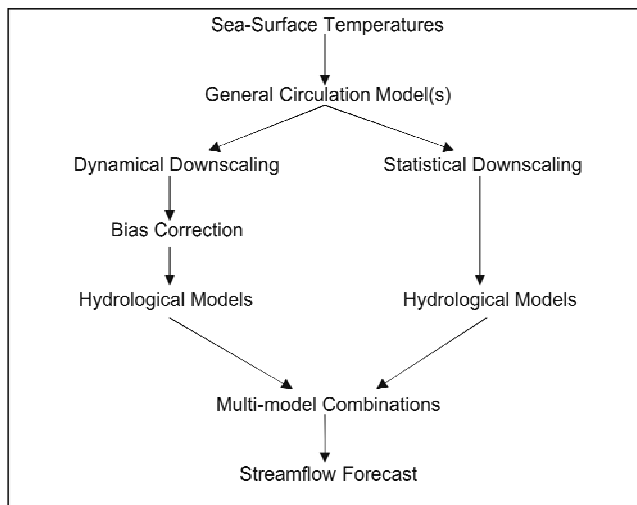 Sea-Surface Temperatures
General Circulation Model(s)
Dynamical Downscaling
Statistical Downscaling
Bias Correction
Hydrological Models
Hydrological Models
Multi-model Combinations
Streamflow Forecast